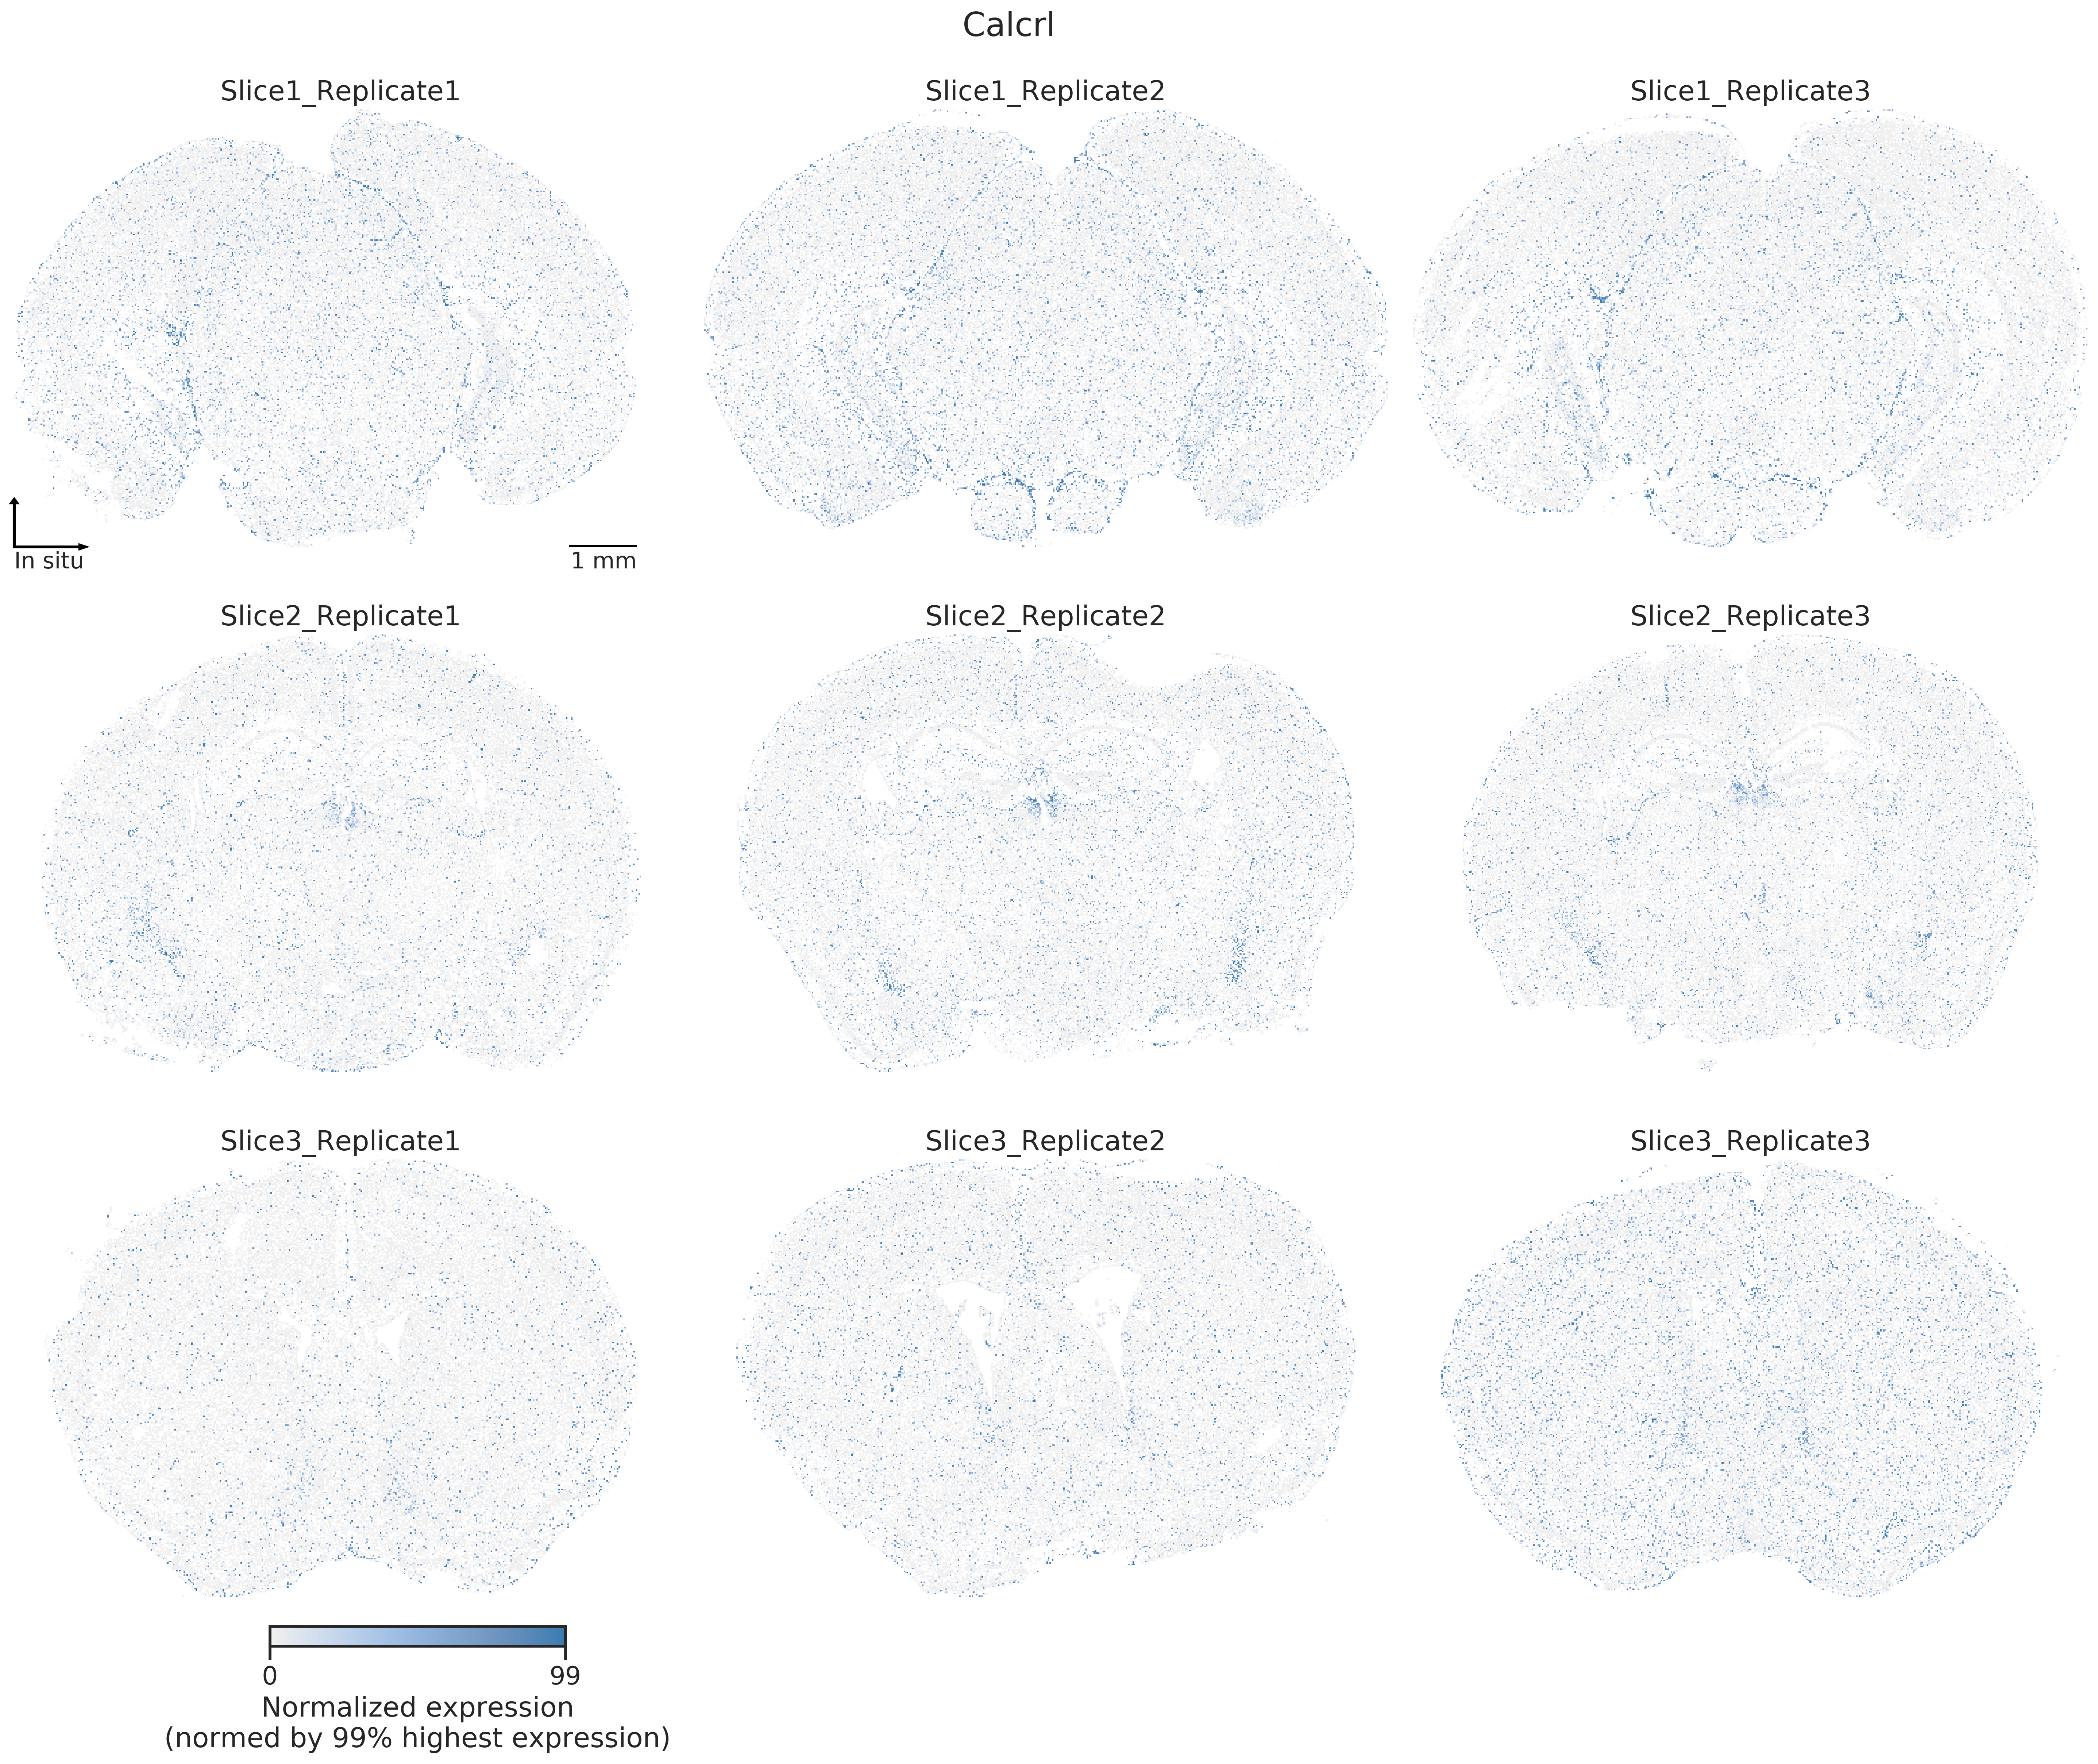 Calcrl
Slice1_Replicate1
Slice1_Replicate2
Slice1_Replicate3
In situ
1 mm
Slice2_Replicate1
Slice2_Replicate2
Slice2_Replicate3
Slice3_Replicate1
Slice3_Replicate2
Slice3_Replicate3
0
99
Normalized expression
(normed by 99% highest expression)